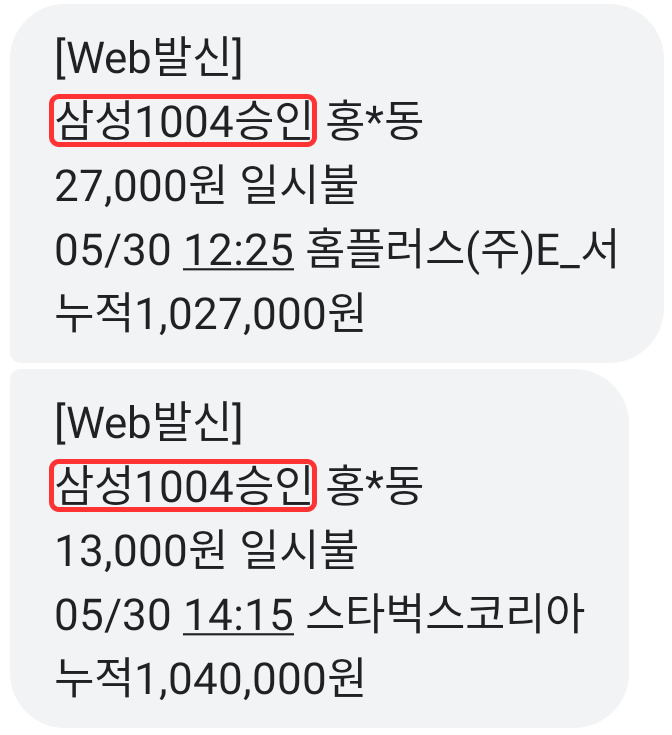 [Web발신]
삼성1004승인 홍*동
27,000원 일시불
05/30 12:25 홈플러스(주)E_서
누적1,027,000원
[Web발신]
삼성1004승인 홍*동
13,000원 일시불
05/30 14:15 스타벅스코리아
누적1,040,000원